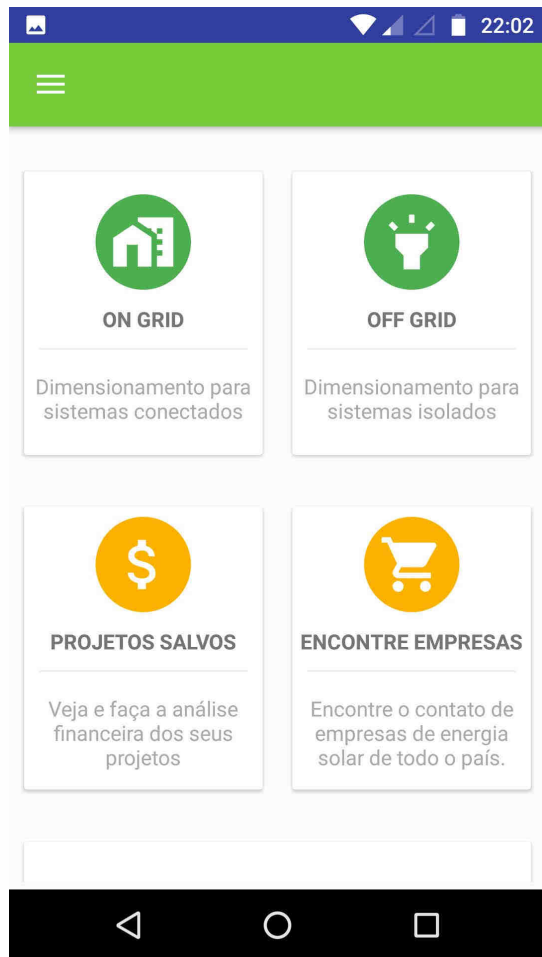 22:02
ON GRID
Dimensionamento para
sistemas conectados
OFF GRID
Dimensionamento para
sistemas isolados
$
PROJETOS SALVOS
Veja e faça a análise
financeira dos seus
projetos
ENCONTRE EMPRESAS
Encontre o contato de
empresas de energia
solar de todo o país.